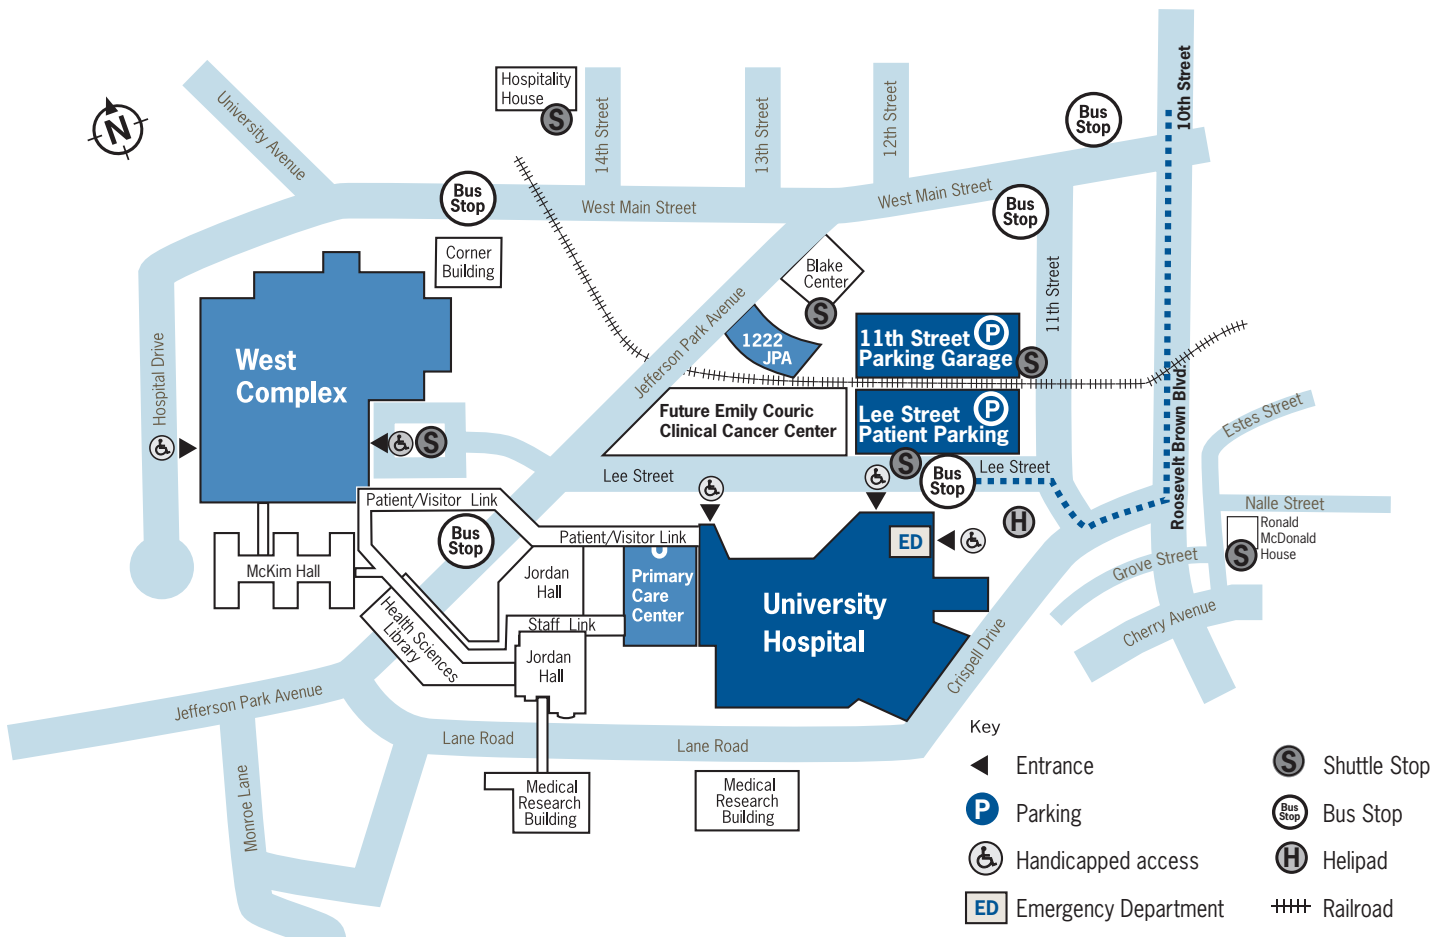 N
University Avenue
Hospitality
House
S
14th Street
13th Street
12th Street
Bus
Stop
10th Street
Bus
Stop
West Main Street
West Main Street
Bus
Stop
Corner
Building
Blake
Center
S
11th Street
Hospital Drive
West
Complex
Jefferson Park Avenue
1222
JPA
11th Street P
Parking Garage
S
Roosevelt Brown Blvd.
Future Emily Couric
Clinical Cancer Center
Lee Street P
Patient Parking
Estes Street
S
Lee Street
S
Bus
Stop
Lee Street
Patient/Visitor Link
Nalle Street
Bus
Stop
Patient/Visitor Link
ED
H
Ronald
McDonald
House
S
McKim Hall
Jordan
Hall
Primary
Care
Center
University
Hospital
Grove Street
Cherry Avenue
Health Sciences
Library
Staff Link
Jordan
Hall
Crispell Drive
Jefferson Park Avenue
Lane Road
Lane Road
Monroe Lane
Medical
Research
Building
Medical
Research
Building
Key
Entrance
S Shuttle Stop
P Parking
Bus
Stop
Bus Stop
Handicapped access
H Helipad
ED Emergency Department
Railroad